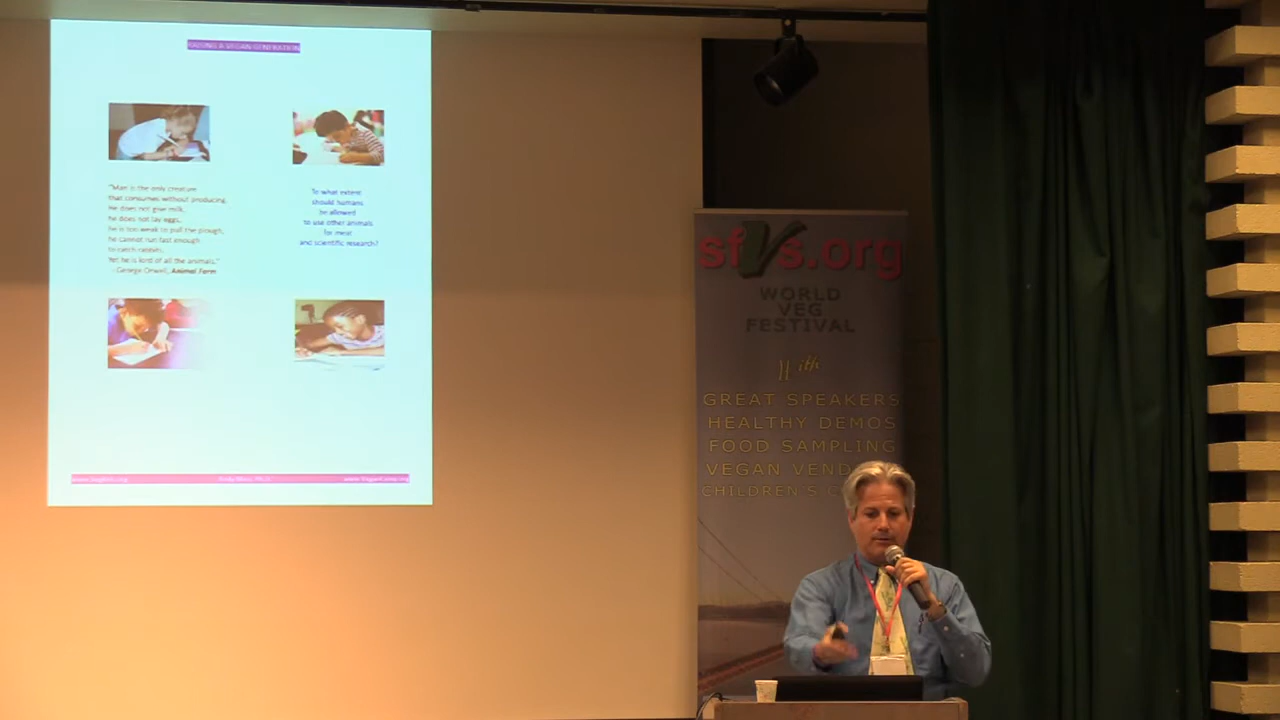 RAISING A VEGAN GENERATION
"Man is the only creature
that consumes without producing.
He does not give milk,
he does not lay eggs,
he is too weak to pull the plough,
he cannot run fast enough
to catch rabbits.
Yet he is lord of all the animals."
- George Orwell, Animal Farm
To what extent
should humans
be allowed
to use other animals
for meat
and scientific research?
www.VeganCamp.org
sfVs.org
WORLD
VEG
FESTIVAL
With
GREAT SPEAKERS
HEALTHY DEMOS
FOOD SAMPLING
VEGAN VEND
CHILDREN'S C